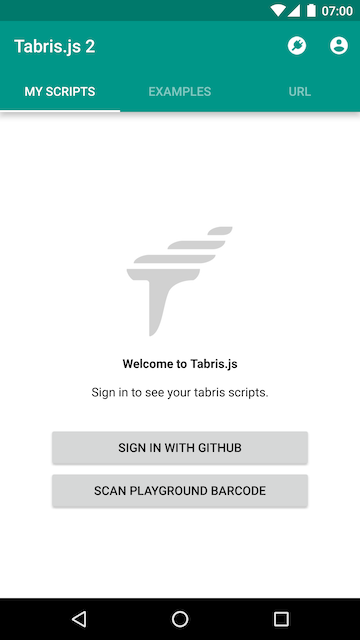 07:00
Tabris.js 2
MY SCRIPTS EXAMPLES URL
Welcome to Tabris.js
Sign in to see your tabris scripts.
SIGN IN WITH GITHUB
SCAN PLAYGROUND BARCODE